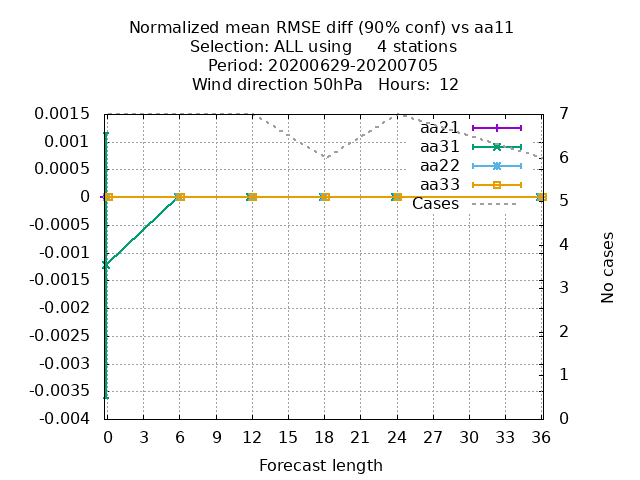 Normalized mean RMSE diff (90% conf) vs aa11
Selection: ALL using     4 stations
Period: 20200629-20200705
Wind direction 50hPa   Hours:  12
0.0015
0.001
0.0005
0
-0.0005
-0.001
-0.0015
-0.002
-0.0025
-0.003
-0.0035
-0.004
aa21
aa31
aa22
aa33
Cases
7
6
5
4
3
2
1
0
No cases
0 3 6 9 12 15 18 21 24 27 30 33 36
Forecast length